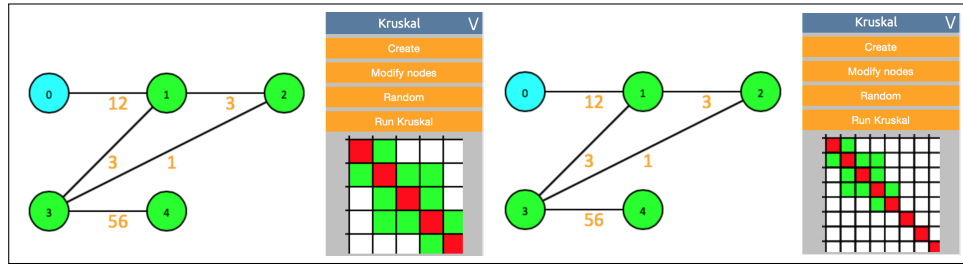 Kruskal V
Create
Modify nodes
Random
Run Kruskal
0 12 1 3 2
3 1
3 56 4
Kruskal V
Create
Modify nodes
Random
Run Kruskal
0 12 1 3 2
3 1
3 56 4